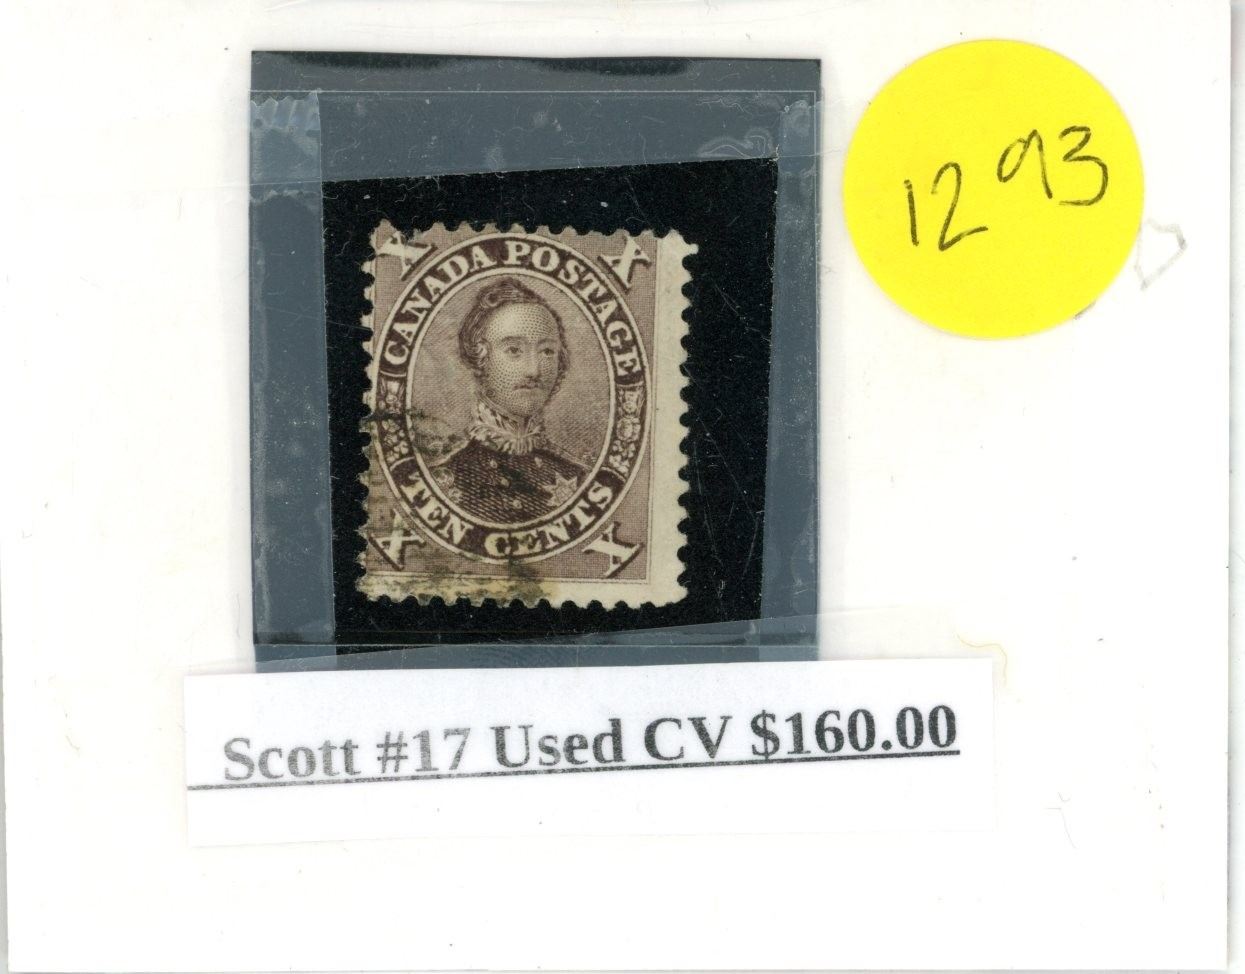 1293
X X
CANADA POSTAGE
TEN CENTS
X X
Scott #17 Used CV $160.00